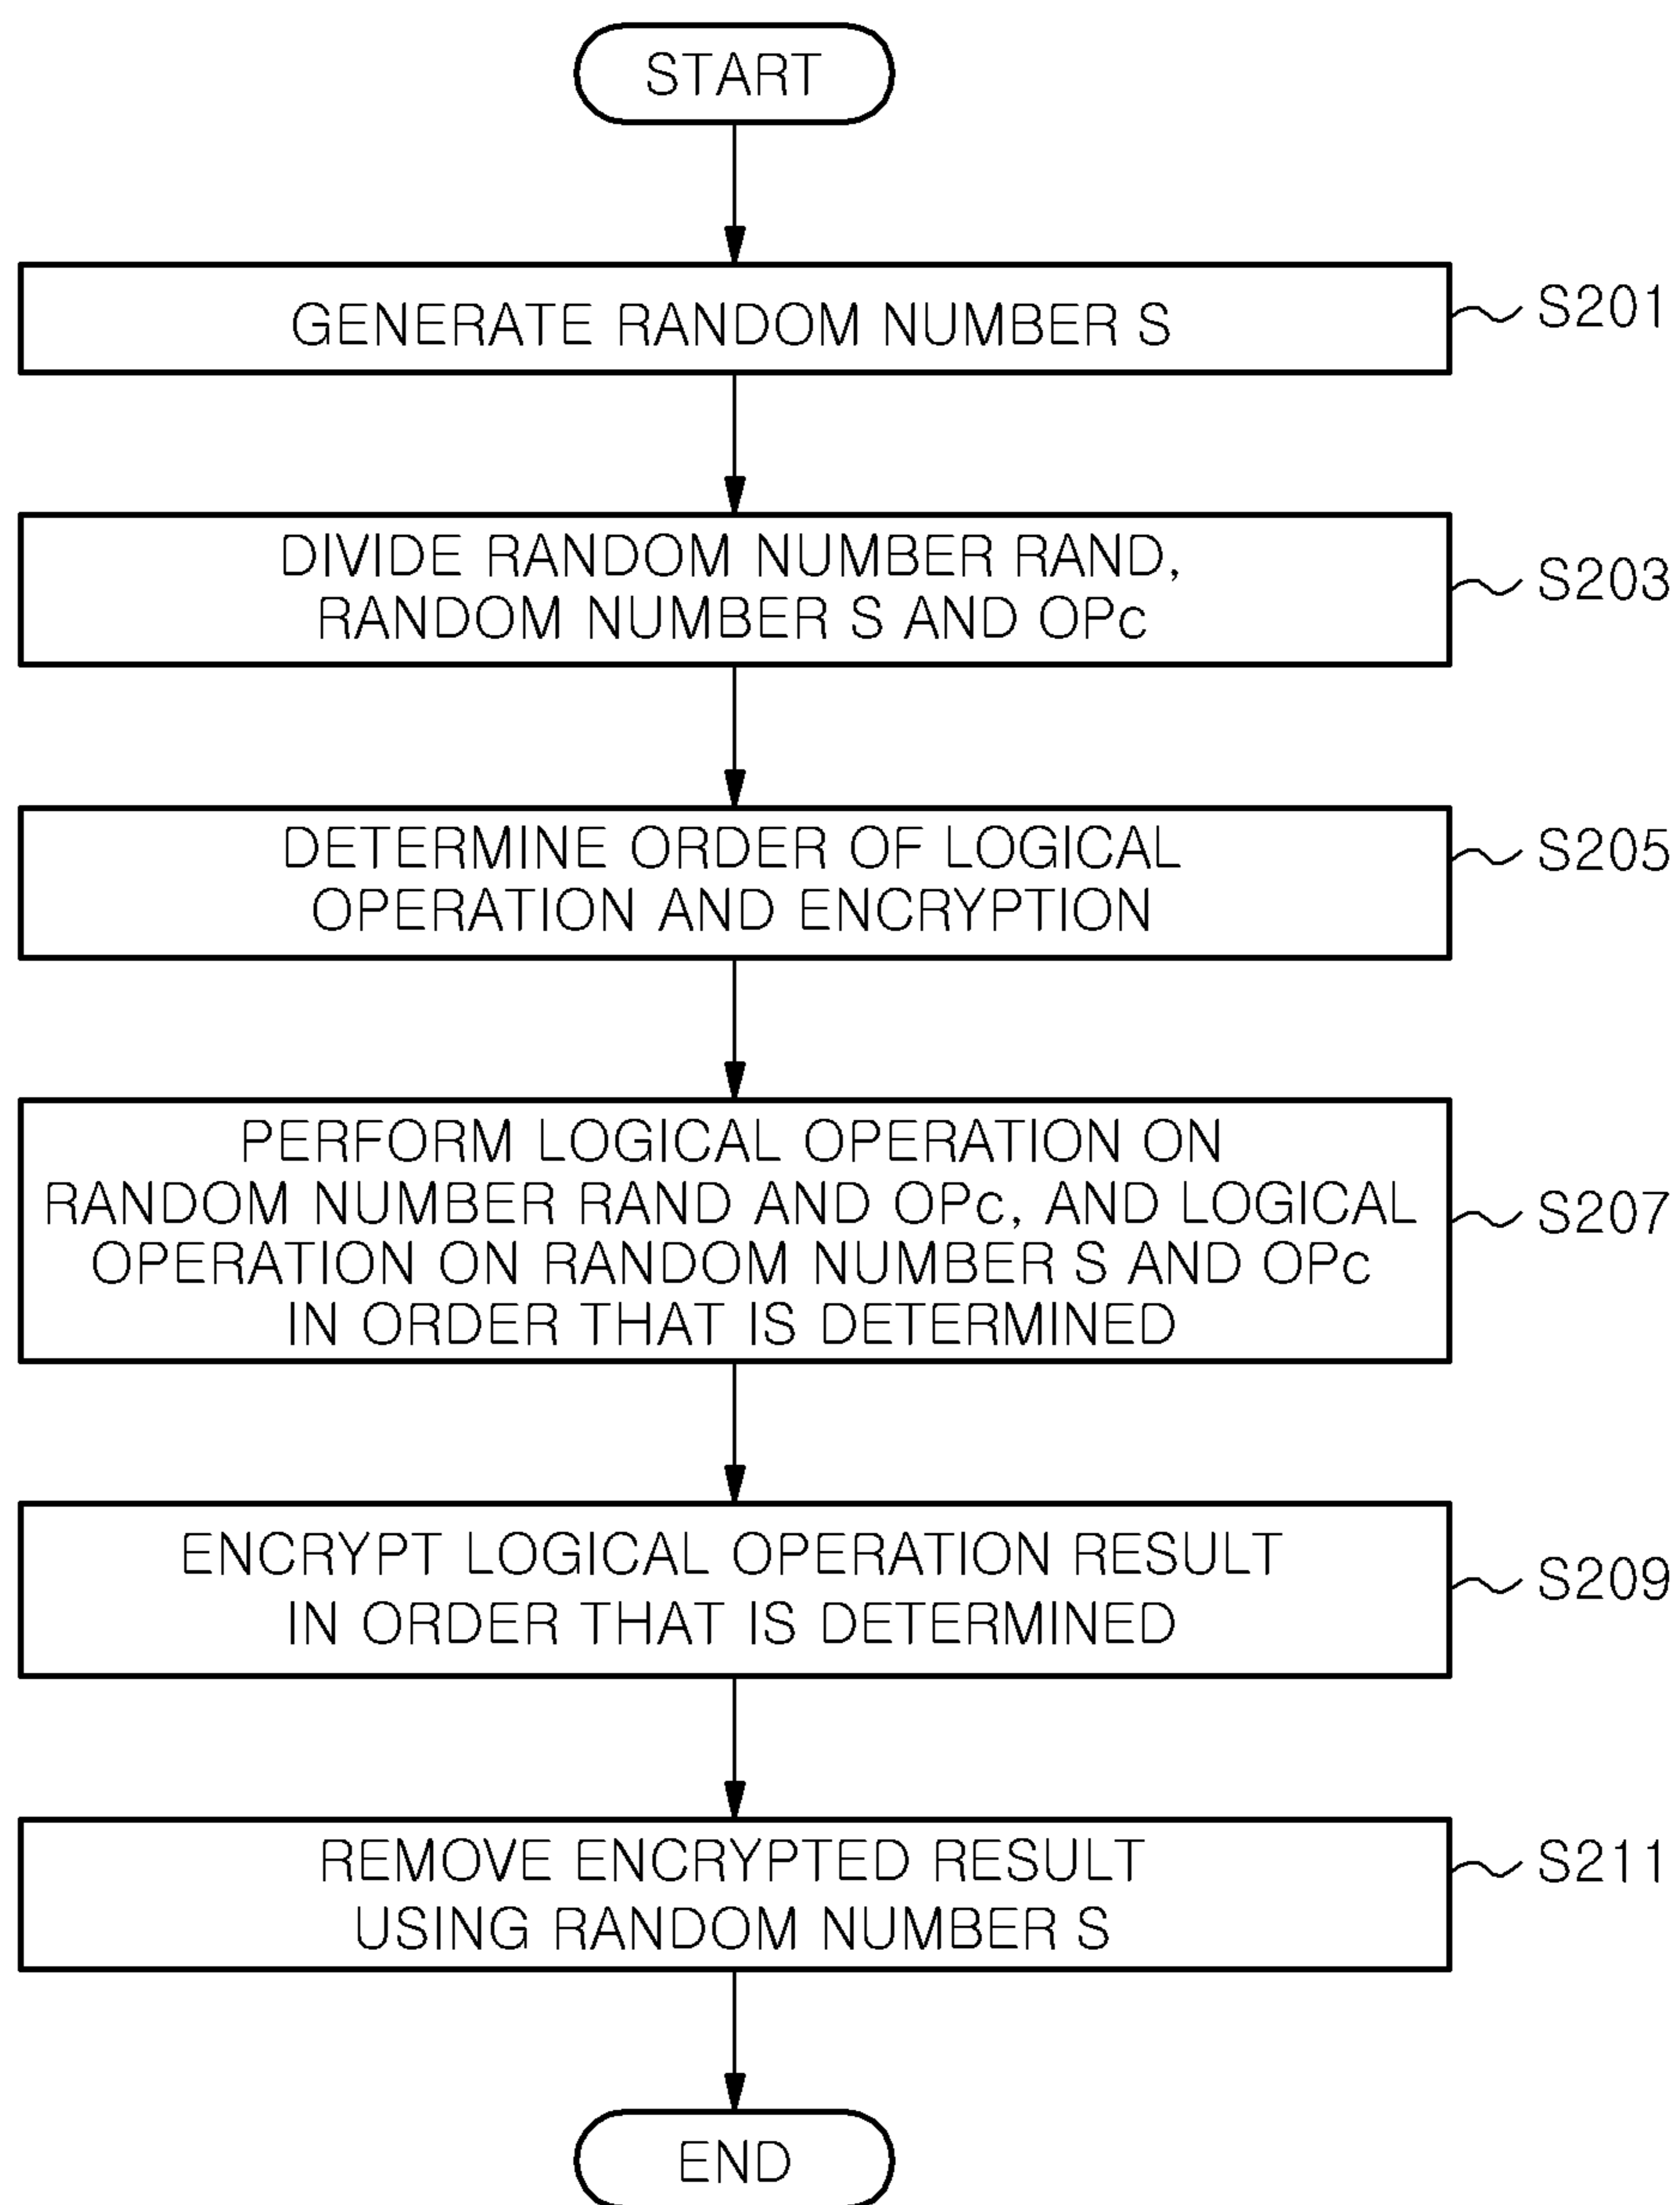 START
GENERATE RANDOM NUMBER S
S201
DIVIDE RANDOM NUMBER RAND,
RANDOM NUMBER S AND OPc
S203
DETERMINE ORDER OF LOGICAL
OPERATION AND ENCRYPTION
S205
PERFORM LOGICAL OPERATION ON
RANDOM NUMBER RAND AND OPc, AND LOGICAL
OPERATION ON RANDOM NUMBER S AND OPc
IN ORDER THAT IS DETERMINED
S207
ENCRYPT LOGICAL OPERATION RESULT
IN ORDER THAT IS DETERMINED
S209
REMOVE ENCRYPTED RESULT
USING RANDOM NUMBER S
S211
END